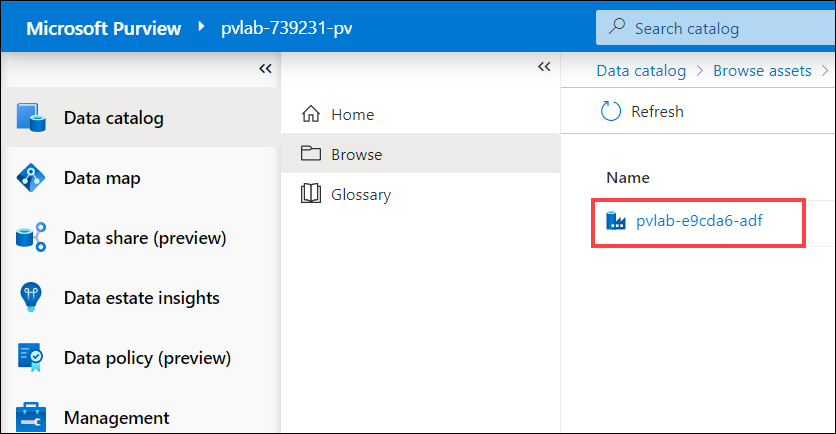 Microsoft Purview
pvlab-739231-pv
Search catalog
Data catalog
Data map
Data share (preview)
Data estate insights
Data policy (preview)
Management
Home
Browse
Glossary
Data catalog
Browse assets
Refresh
Name
pvlab-e9cda6-adf